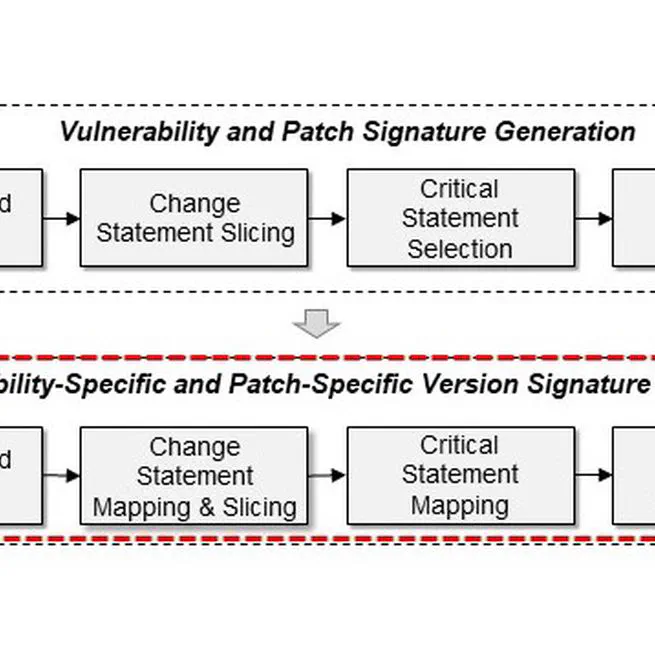 Vulnerability and Patch Signature Generation
d
Change
Statement Slicing
Critical
Statement
Selection
bility-Specific and Patch-Specific Version Signature
d
Change
Statement
Mapping & Slicing
Critical
Statement
Mapping